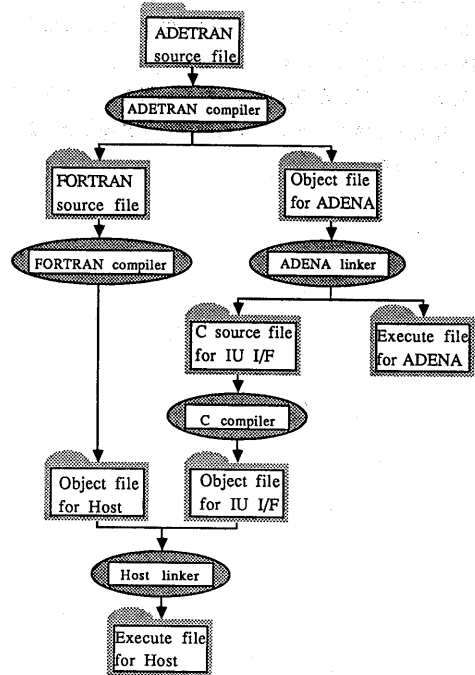 ADETRAN
source file
ADETRAN compiler
FORTRAN
source file
Object file
for ADENA
FORTRAN compiler
ADENA linker
C source file
for IU I/F
Execute file
for ADENA
C compiler
Object file
for Host
Object file
for IU I/F
Host linker
Execute file
for Host